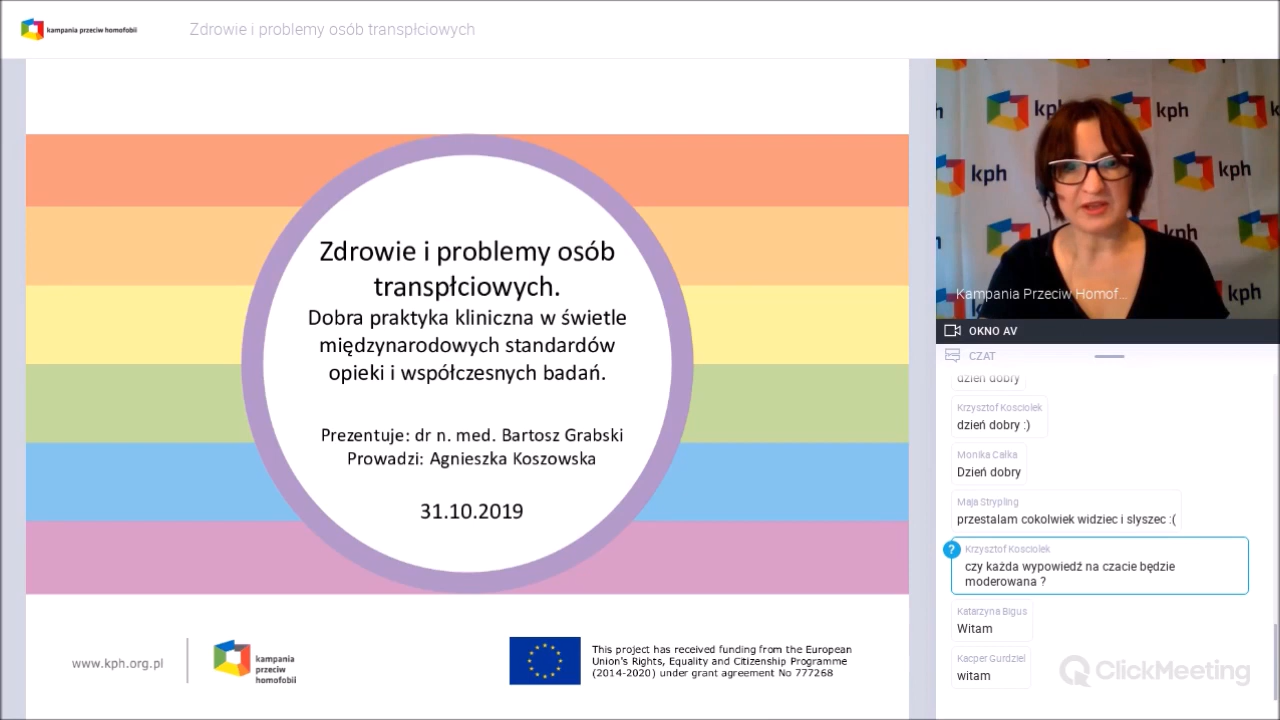 kampania przeciw homofobii
Zdrowie i problemy osób transpłciowych
Zdrowie i problemy osób
transpłciowych.
Dobra praktyka kliniczna w świetle
międzynarodowych standardów
opieki i współczesnych badań.
Prezentuje: dr n. med. Bartosz Grabski
Prowadzi: Agnieszka Koszowska
31.10.2019
www.kph.org.pl
kampania
przeciw
homofobii
This project has received funding from the European
Union's Rights, Equality and Citizenship Programme
(2014-2020) under grant agreement No 777268
kph
kph
kph
kph
kph
Kampania Przeciw Homof...
OKNO AV
CZAT
dzień dobry
Krzysztof Kosciolek
dzień dobry :)
Monika Całka
Dzień dobry
Maja Strypling
przestalam cokolwiek widziec i slyszec :(
?
Krzysztof Kosciolek
czy każda wypowiedź na czacie będzie
moderowana ?
Katarzyna Bigus
Witam
Kacper Gurdziel
witam
ClickMeeting